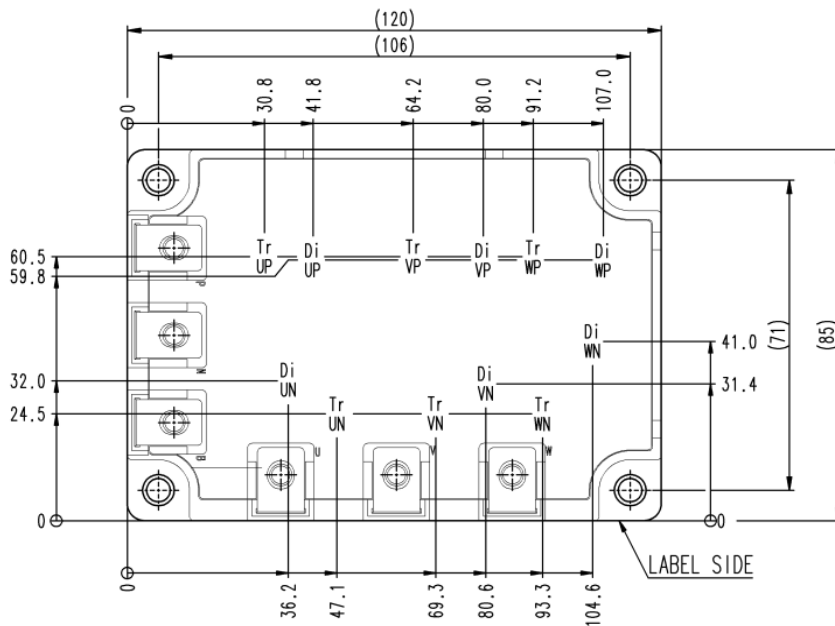 (120)
(106)
0
30.8
41.8
64.2
80.0
91.2
107.0
Tr
UP
Di
UP
Tr
VP
Di
VP
Tr
WP
Di
WP
60.5
59.8
P
Di
WN
41.0
(71)
(85)
N
32.0
Di
UN
Di
VN
31.4
24.5
Tr
UN
Tr
VN
Tr
WN
B
U
V
W
0
0
LABEL SIDE
0
36.2
47.1
69.3
80.6
93.3
104.6